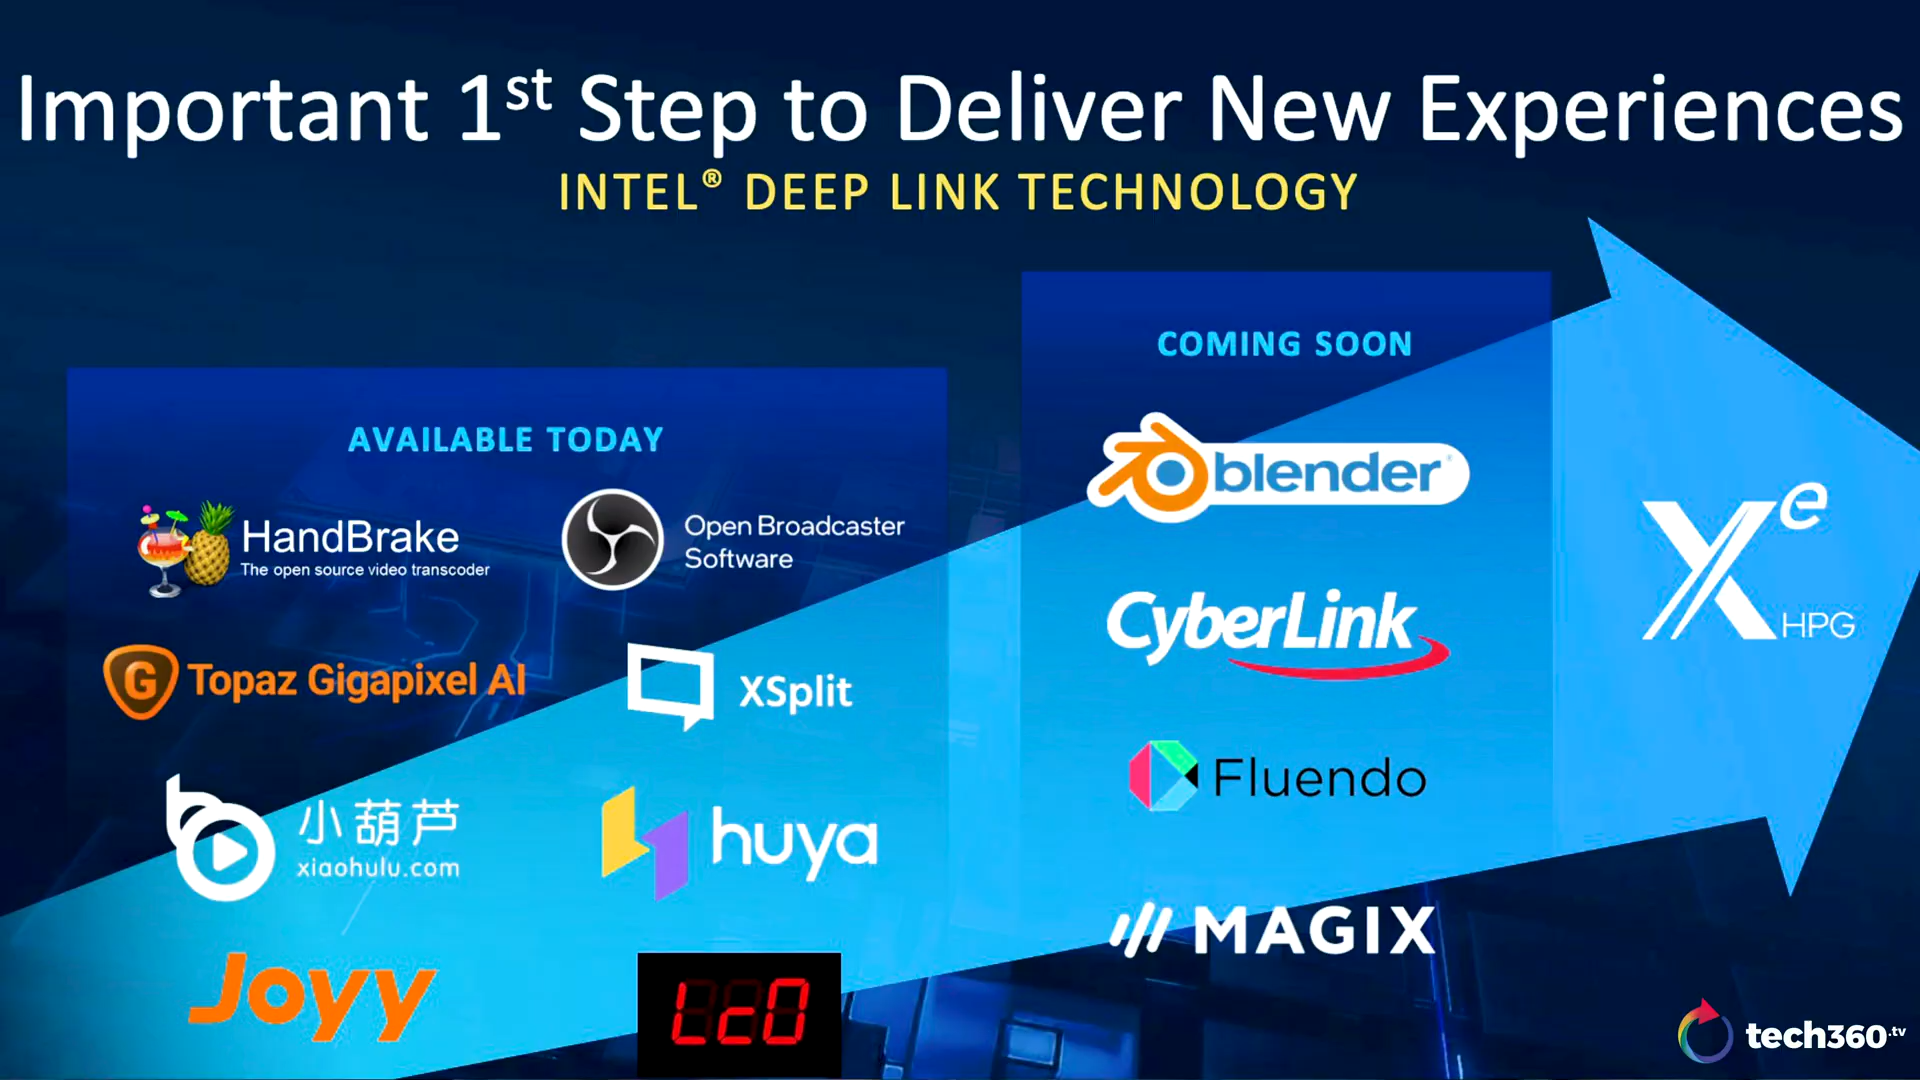 Important 1st Step to Deliver New Experiences
INTEL® DEEP LINK TECHNOLOGY
AVAILABLE TODAY
HandBrake
The open source video transcoder
Open Broadcaster
Software
G Topaz Gigapixel AI
XSplit
小葫芦
xiaohulu.com
huya
Joyy
Lc0
COMING SOON
blender
CyberLink
Fluendo
MAGIX
Xe
HPG
tech360.tv